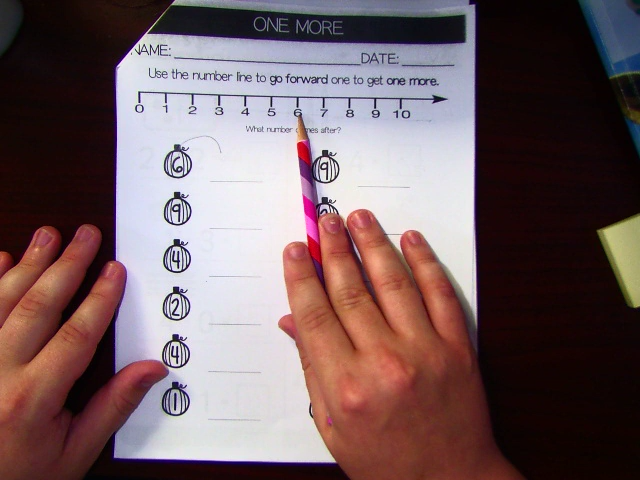 ONE MORE
NAME: DATE:
Use the number line to go forward one to get one more.
0 1 2 3 4 5 6 7 8 9 10
What number after?
6 9
9
4
2
4
1